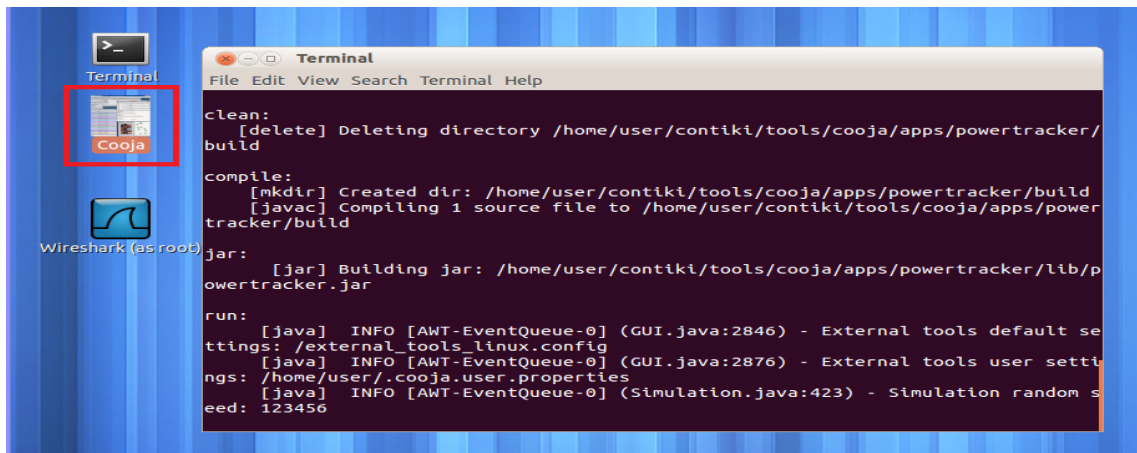 Terminal
Cooja
Wireshark (as root)
Terminal
File Edit View Search Terminal Help
clean:
[delete] Deleting directory /home/user/contiki/tools/cooja/apps/powertracker/
build
compile:
[mkdir] Created dir: /home/user/contiki/tools/cooja/apps/powertracker/build
[javac] Compiling 1 source file to /home/user/contiki/tools/cooja/apps/power
tracker/build
jar:
[jar] Building jar: /home/user/contiki/tools/cooja/apps/powertracker/lib/p
owertracker.jar
run:
[java] INFO [AWT-EventQueue-0] (GUI.java:2846) - External tools default se
ttings: /external_tools_linux.config
[java] INFO [AWT-EventQueue-0] (GUI.java:2876) - External tools user setti
ngs: /home/user/.cooja.user.properties
[java] INFO [AWT-EventQueue-0] (Simulation.java:423) - Simulation random s
eed: 123456